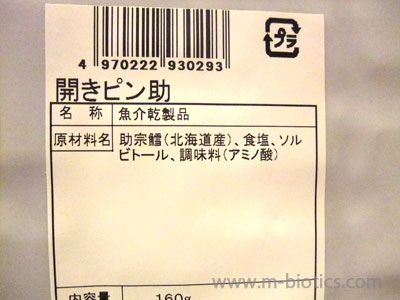 プラ
4 970222 930293
開きピン助
名 称 魚介乾製品
原材料名 助宗鱈(北海道産)、食塩、ソル
ビトール、調味料(アミノ酸)
内容量 160g
www.m-biotics.com